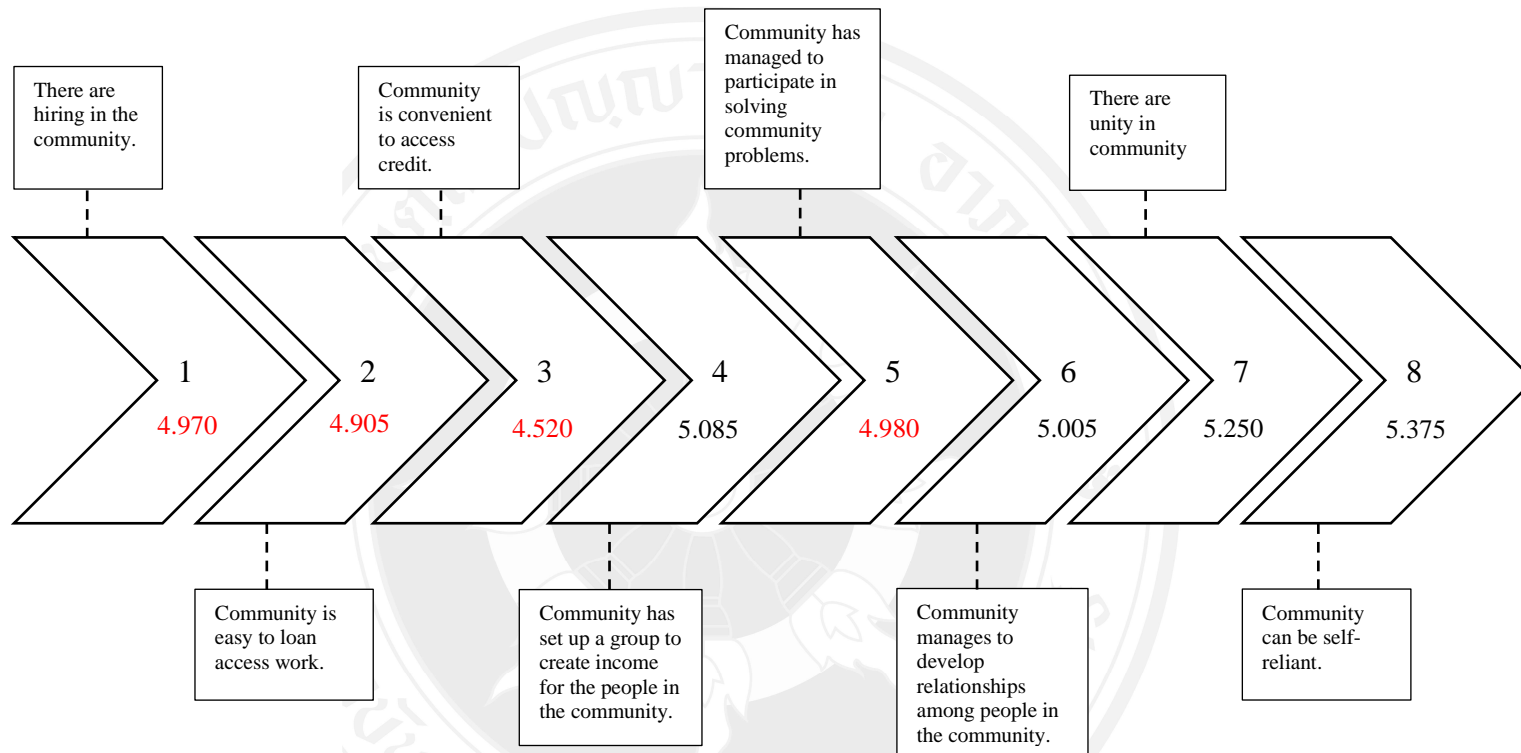 There are
hiring in the
community.
Community
is convenient
to access
credit.
Community has
managed to
participate in
solving
community
problems.
There are
unity in
community
1
2
3
4
5
6
7
8
4.970
4.905
4.520
5.085
4.980
5.005
5.250
5.375
Community is
easy to loan
access work.
Community has
set up a group to
create income
for the people in
the community.
Community
manages to
develop
relationships
among people in
the community.
Community
can be self-
reliant.